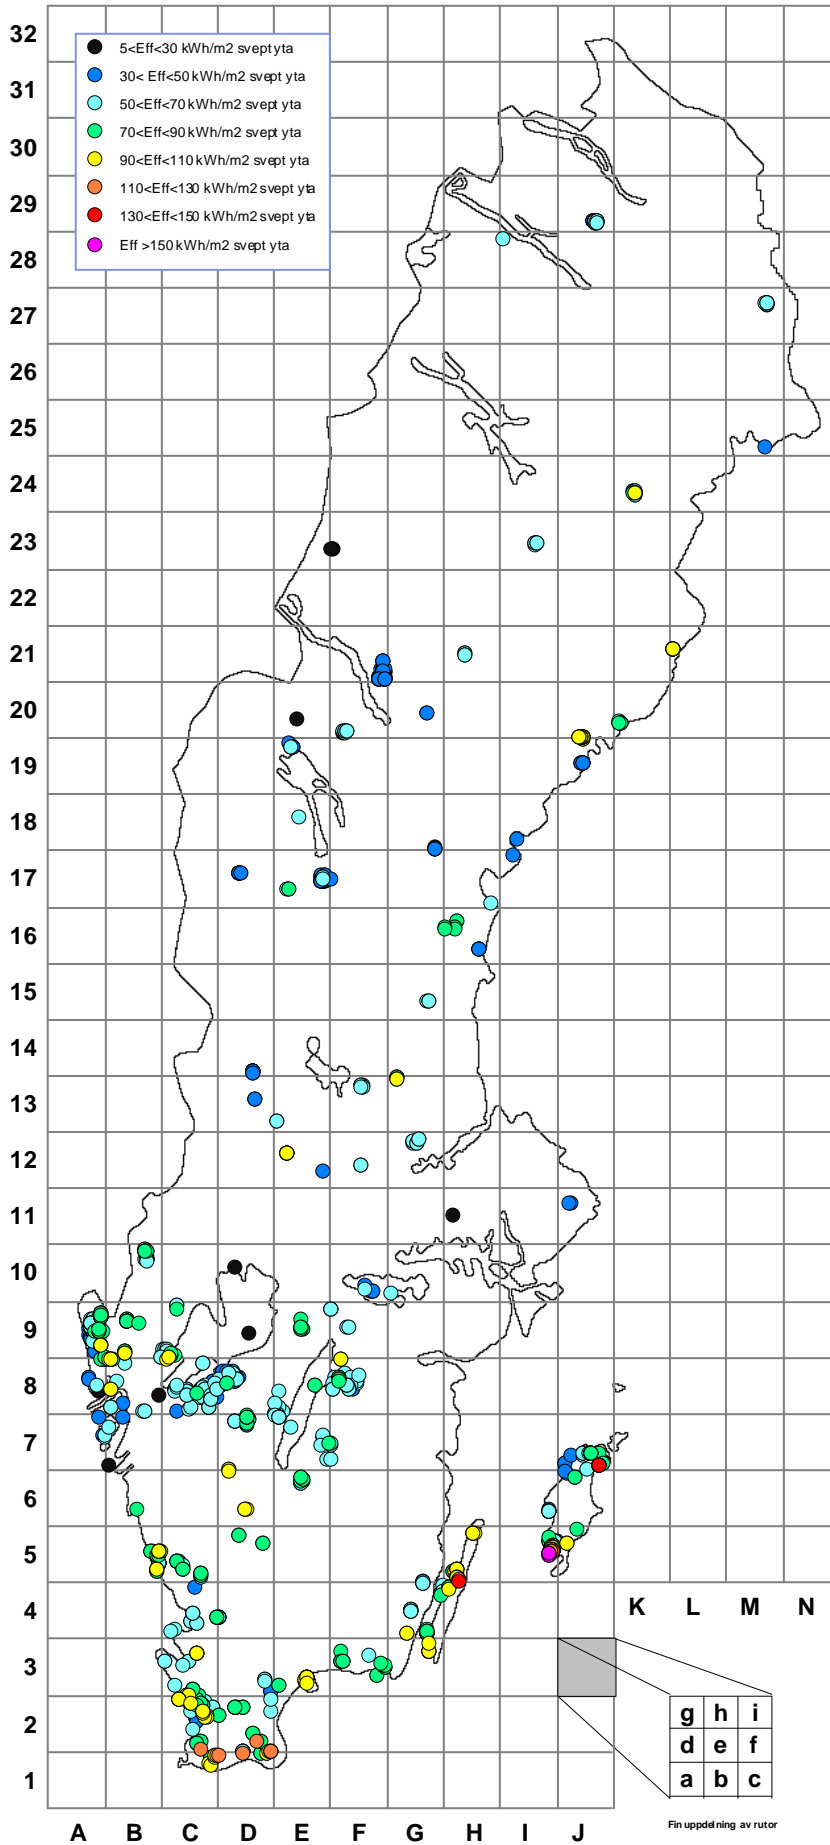 32
5<Eff<30 kWh/m2 svept yta
30< Eff<50 kWh/m2 svept yta
50<Eff<70 kWh/m2 svept yta
70<Eff<90 kWh/m2 svept yta
90<Eff<110 kWh/m2 svept yta
110<Eff<130 kWh/m2 svept yta
130<Eff<150 kWh/m2 svept yta
Eff >150 kWh/m2 svept yta
31
30
29
28
27
26
25
24
23
22
21
20
19
18
17
16
15
14
13
12
11
10
9
8
7
6
5
4
K L M N
3
2
g h i
d e f
a b c
1
Fin uppdelning av rutor
A B C D E F G H I J